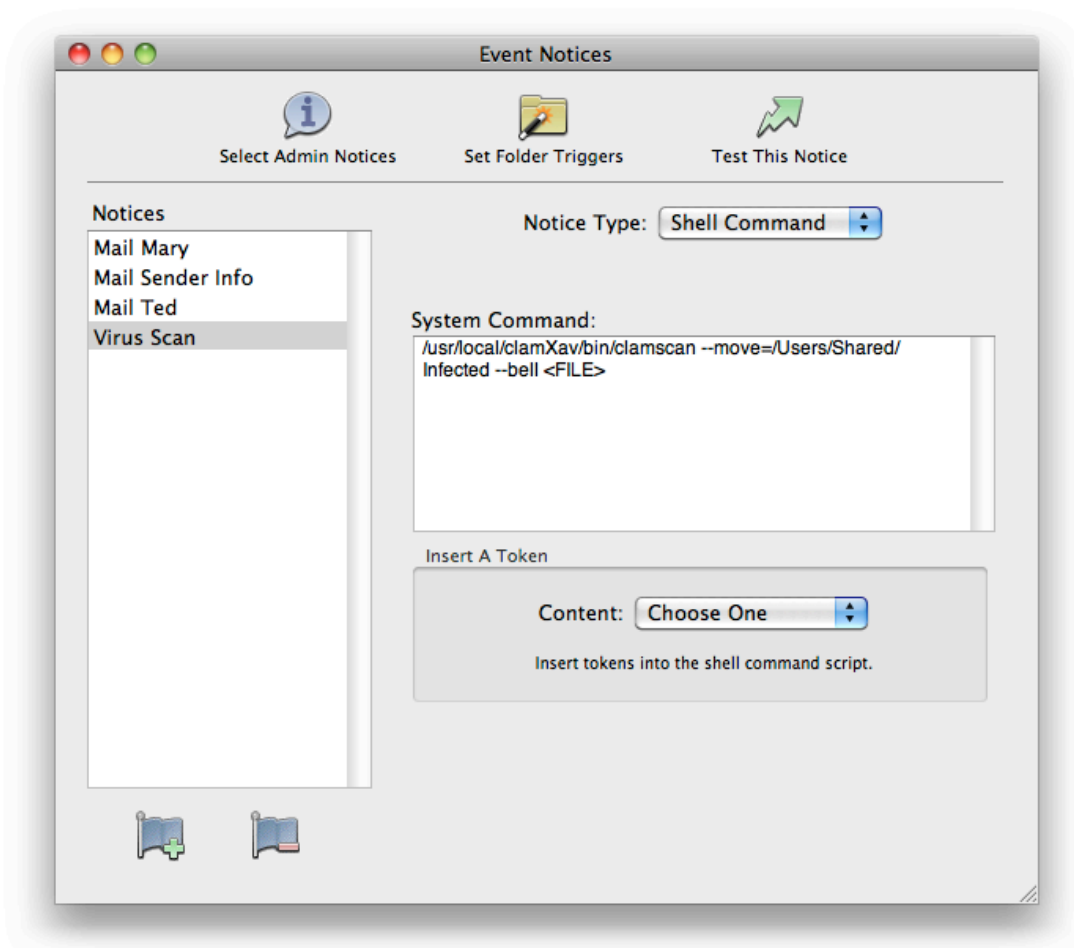 Event Notices
Select Admin Notices
Set Folder Triggers
Test This Notice
Notices
Notice Type:
Shell Command
Mail Mary
Mail Sender Info
Mail Ted
Virus Scan
System Command:
/usr/local/clamXav/bin/clamscan --move=/Users/Shared/
Infected --bell <FILE>
Insert A Token
Content:
Choose One
Insert tokens into the shell command script.